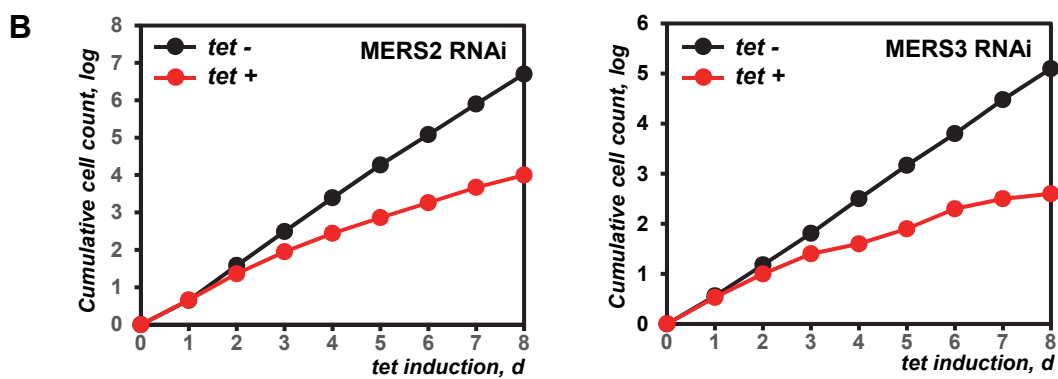 B
8
7
6
5
4
3
2
1
0
Cumulative cell count, log
tet -
tet +
MERS2 RNAi
0 1 2 3 4 5 6 7 8
tet induction, d
6
5
4
3
2
1
0
Cumulative cell count, log
tet -
tet +
MERS3 RNAi
0 1 2 3 4 5 6 7 8
tet induction, d